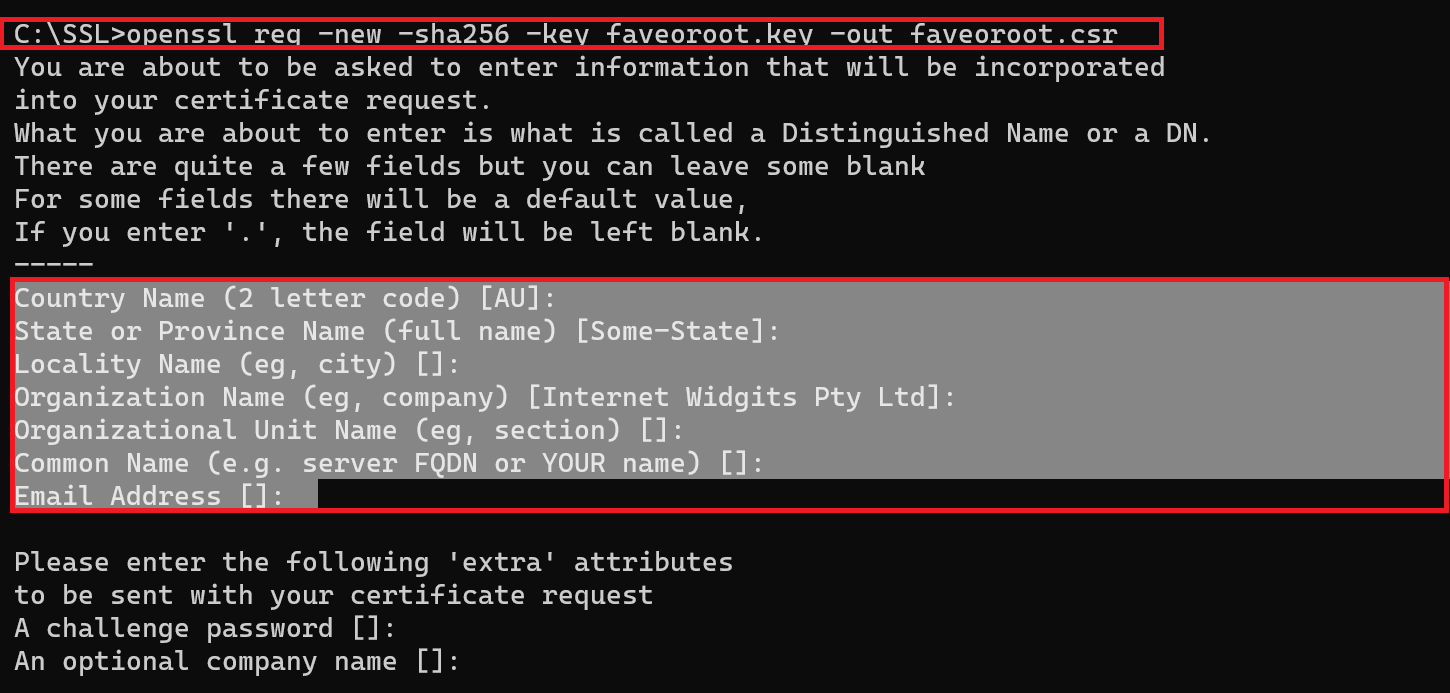 C:\SSL>openssl req -new -sha256 -key faveoroot.key -out faveoroot.csr
You are about to be asked to enter information that will be incorporated
into your certificate request.
What you are about to enter is what is called a Distinguished Name or a DN.
There are quite a few fields but you can leave some blank
For some fields there will be a default value,
If you enter '.', the field will be left blank.
-----
Country Name (2 letter code) [AU]:
State or Province Name (full name) [Some-State]:
Locality Name (eg, city) []:
Organization Name (eg, company) [Internet Widgits Pty Ltd]:
Organizational Unit Name (eg, section) []:
Common Name (e.g. server FQDN or YOUR name) []:
Email Address []:
Please enter the following 'extra' attributes
to be sent with your certificate request
A challenge password []:
An optional company name []: